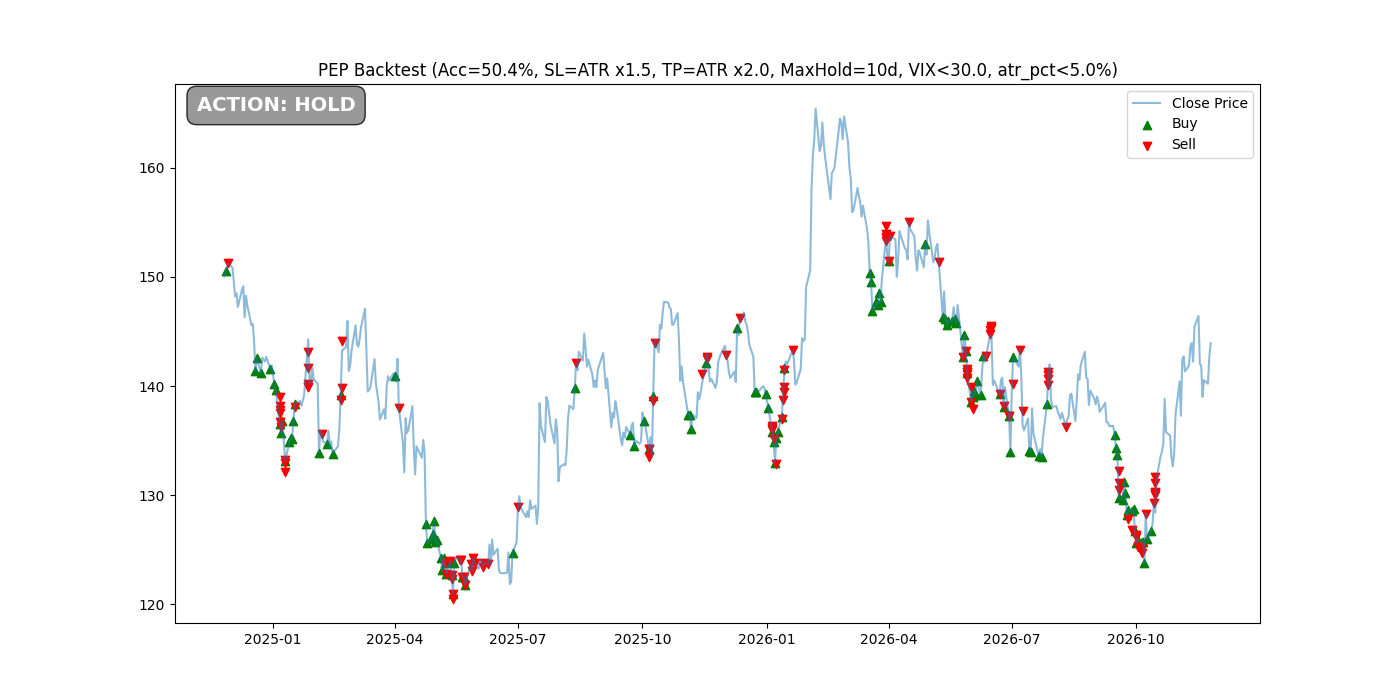 PEP Backtest (Acc=50.4%, SL=ATR x1.5, TP=ATR x2.0, MaxHold=10d, VIX<30.0, atr_pct<5.0%)
ACTION: HOLD
Close Price
Buy
Sell
160
150
140
130
120
2025-01 2025-04 2025-07 2025-10 2026-01 2026-04 2026-07 2026-10